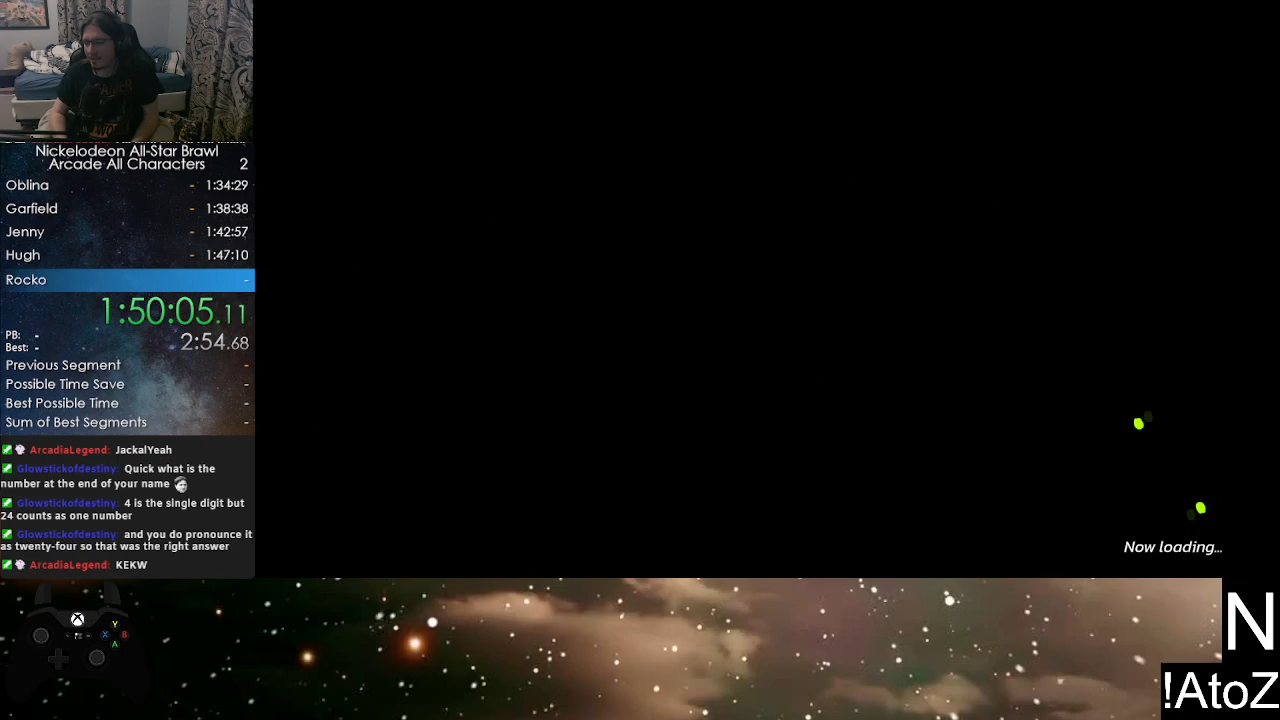 Nickelodeon All-Star Brawl
Arcade All Characters 2
Oblina - 1:34:29
Garfield - 1:38:38
Jenny - 1:42:57
Hugh - 1:47:10
Rocko -
1:50:05.11
PB: - 2:54.68
Best: -
Previous Segment -
Possible Time Save -
Best Possible Time -
Sum of Best Segments -
ArcadiaLegend: JackalYeah
Glowstickofdestiny: Quick what is the
number at the end of your name
Glowstickofdestiny: 4 is the single digit but
24 counts as one number
Glowstickofdestiny: and you do pronounce it
as twenty-four so that was the right answer
ArcadiaLegend: KEKW
Now loading...
Y
X B
A
N
!AtoZ